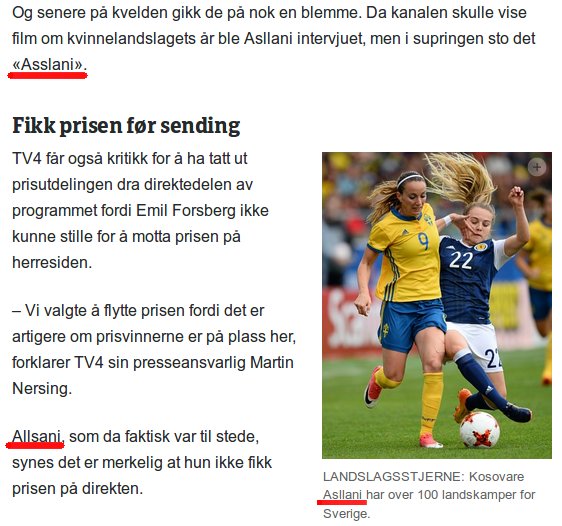 Og senere på kvelden gikk de på nok en blemme. Da kanalen skulle vise
film om kvinnelandslagets år ble Asllani intervjuet, men i supringen sto det
«Asslani».
Fikk prisen før sending
TV4 får også kritikk for å ha tatt ut
prisutdelingen dra direktedelen av
programmet fordi Emil Forsberg ikke
kunne stille for å motta prisen på
herresiden.
– Vi valgte å flytte prisen fordi det er
artigere om prisvinnerne er på plass her,
forklarer TV4 sin presseansvarlig Martin
Nersing.
Allsani, som da faktisk var til stede,
synes det er merkelig at hun ikke fikk
prisen på direkten.
9
22
22
LANDSLAGSSTJERNE: Kosovare
Asllani har over 100 landskamper for
Sverige.